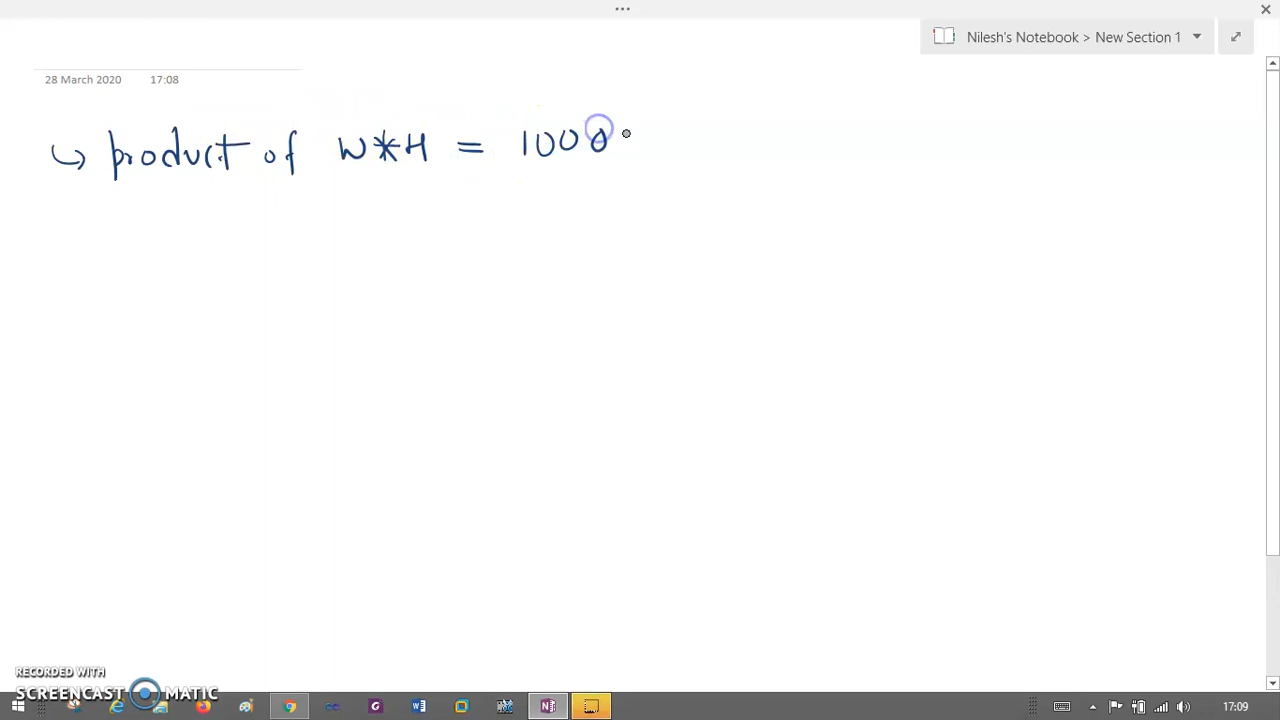 Nilesh's Notebook > New Section 1
28 March 2020 17:08
↳ product of W*H = 1000
RECORDED WITH
SCREENCAST MATIC
17:09